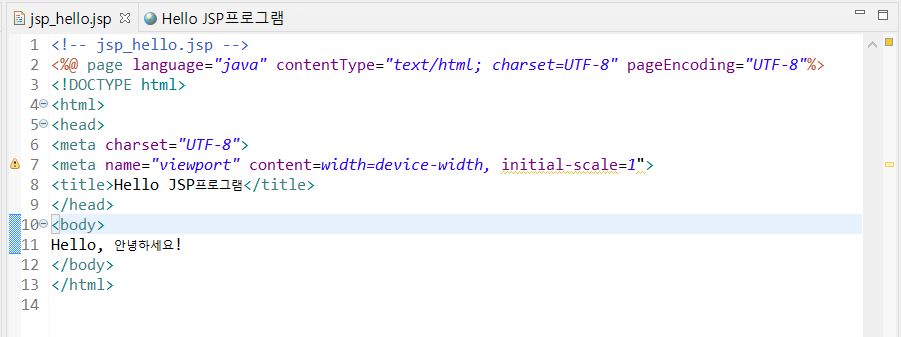 jsp_hello.jsp
Hello JSP프로그램
1 <!-- jsp_hello.jsp -->
2 <%@ page language="java" contentType="text/html; charset=UTF-8" pageEncoding="UTF-8"%>
3 <!DOCTYPE html>
4 <html>
5 <head>
6 <meta charset="UTF-8">
7 <meta name="viewport" content=width=device-width, initial-scale=1">
8 <title>Hello JSP프로그램</title>
9 </head>
10 <body>
11 Hello, 안녕하세요!
12 </body>
13 </html>
14